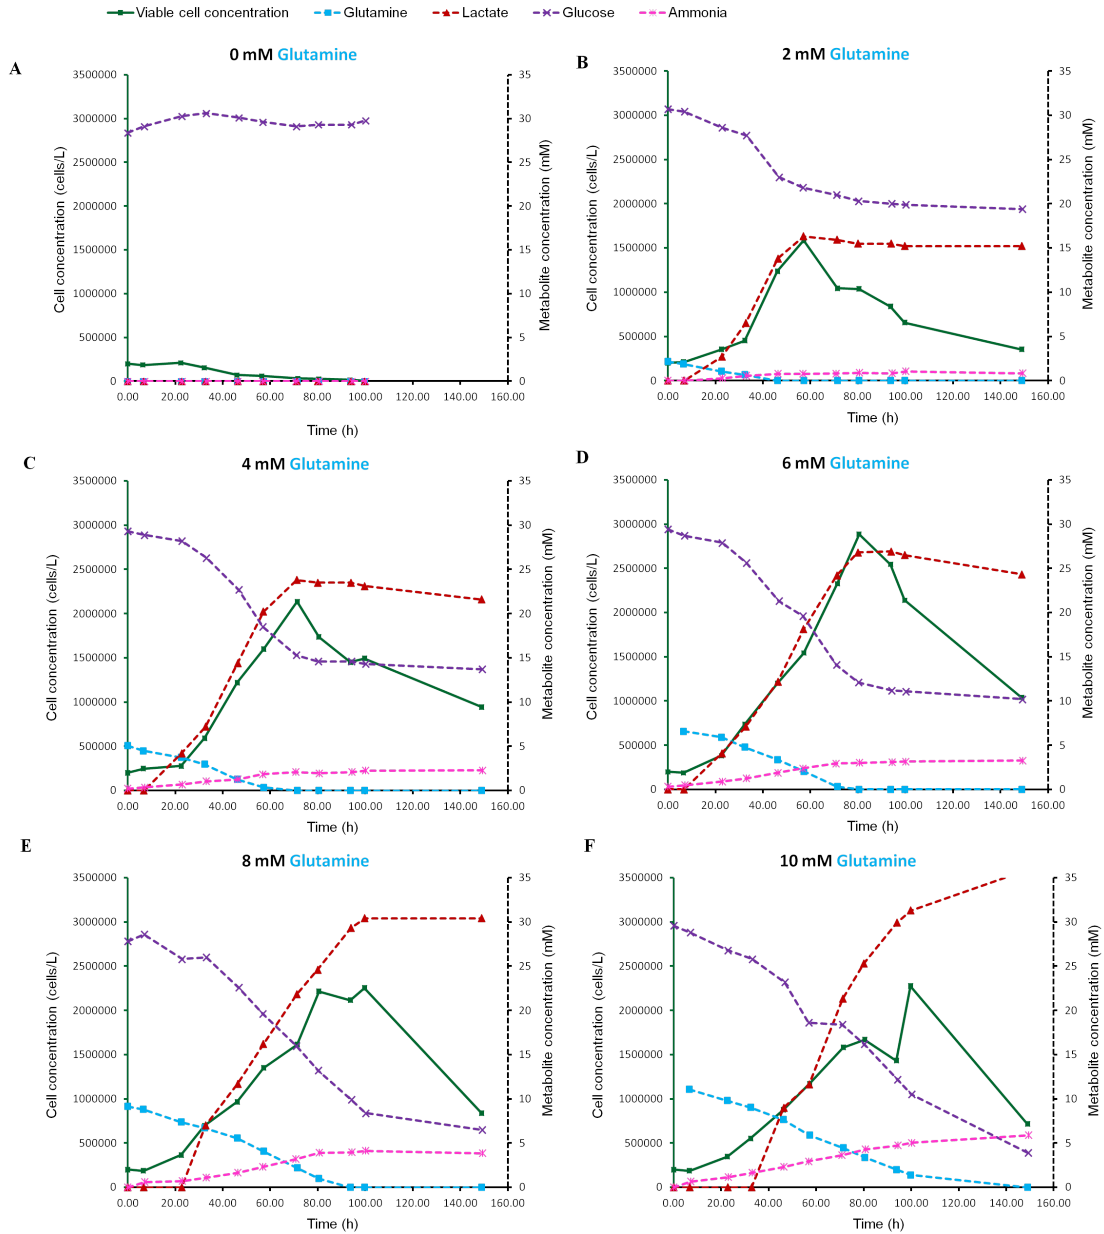 Viable cell concentration Glutamine Lactate Glucose Ammonia
A
0 mM Glutamine
3500000
3000000
2500000
2000000
1500000
1000000
500000
0
Cell concentration (cells/L)
35
30
25
20
15
10
5
0
Metabolite concentration (mM)
0.00 20.00 40.00 60.00 80.00 100.00 120.00 140.00 160.00
Time (h)
B
2 mM Glutamine
3500000
3000000
2500000
2000000
1500000
1000000
500000
0
Cell concentration (cells/L)
35
30
25
20
15
10
5
0
Metabolite concentration (mM)
0.00 20.00 40.00 60.00 80.00 100.00 120.00 140.00 160.00
Time (h)
C
4 mM Glutamine
3500000
3000000
2500000
2000000
1500000
1000000
500000
0
Cell concentration (cells/L)
35
30
25
20
15
10
5
0
Metabolite concentration (mM)
0.00 20.00 40.00 60.00 80.00 100.00 120.00 140.00 160.00
Time (h)
D
6 mM Glutamine
3500000
3000000
2500000
2000000
1500000
1000000
500000
0
Cell concentration (cells/L)
35
30
25
20
15
10
5
0
Metabolite concentration (mM)
0.00 20.00 40.00 60.00 80.00 100.00 120.00 140.00 160.00
Time (h)
E
8 mM Glutamine
3500000
3000000
2500000
2000000
1500000
1000000
500000
0
Cell concentration (cells/L)
35
30
25
20
15
10
5
0
Metabolite concentration (mM)
0.00 20.00 40.00 60.00 80.00 100.00 120.00 140.00 160.00
Time (h)
F
10 mM Glutamine
3500000
3000000
2500000
2000000
1500000
1000000
500000
0
Cell concentration (cells/L)
35
30
25
20
15
10
5
0
Metabolite concentration (mM)
0.00 20.00 40.00 60.00 80.00 100.00 120.00 140.00 160.00
Time (h)